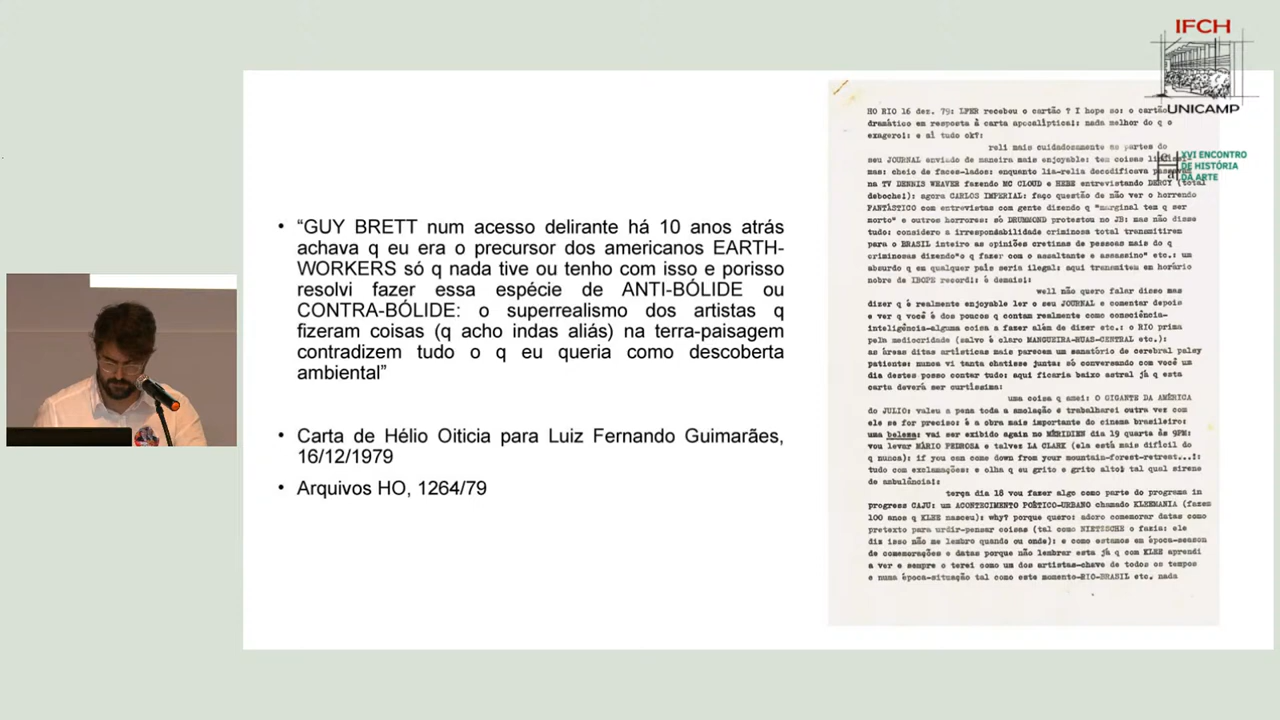 IFCH
UNICAMP
XVI ENCONTRO
DE HISTÓRIA
DA ARTE
• “GUY BRETT num acesso delirante há 10 anos atrás
achava q eu era o precursor dos americanos EARTH-
WORKERS só q nada tive ou tenho com isso e porisso
resolvi fazer essa espécie de ANTI-BÓLIDE ou
CONTRA-BÓLIDE: o superrealismo dos artistas q
fizeram coisas (q acho indas aliás) na terra-paisagem
contradizem tudo o q eu queria como descoberta
ambiental”
• Carta de Hélio Oiticia para Luiz Fernando Guimarães,
16/12/1979
• Arquivos HO, 1264/79
HO RIO 16 dez. 79: LFER recebeu o cartão ? I hope so: o cartão
dramático em resposta à carta apocalíptica: nada melhor do q o
exagero: e aí tudo ok?:
reli mais cuidadosamente as partes do
seu JOURNAL enviado de maneira mais enjoyable: tem coisas
mas: cheio de faces-lados: enquanto lia-relia decodificava
na TV DENNIS WEAVER fazendo MC CLOUD e HEBE entrevistando DERCY (total
deboche!): agora CARLOS IMPERIAL: faço questão de não ver o horrendo
FANTÁSTICO com entrevistas com gente dizendo q "marginal tem q ser
morto" e outros horrores: só DRUMMOND protestou no JB: mas não disse
tudo: considero a irresponsabilidade criminosa total transmitirem
para o BRASIL inteiro as opiniões cretinas de pessoas mais do q
criminosas dizendo"o q fazer com o assaltante e assassino" etc.: um
absurdo q em qualquer país seria ilegal: aqui transmitem em horário
nobre de IBOPE record!: é demais!:
well não quero falar disso mas
dizer q é realmente enjoyable ler o seu JOURNAL e comentar depois
e ver q você é dos poucos q contam realmente como consciência-
inteligência-alguma coisa a fazer além de dizer etc.: o RIO prima
pela mediocridade (salvo é claro MANGUEIRA-RUAS-CENTRAL etc.):
as áreas ditas artísticas mais parecem um sanatório de cerebral palsy
patients: nunca vi tanta chatisse junta: só conversando com você um
dia destes posso contar tudo: aqui ficaria baixo astral já q esta
carta deverá ser curtíssima:
uma coisa q amei: O GIGANTE DA AMÉRICA
do JULIO: valeu a pena toda a amolação e trabalharei outra vez com
ele se for preciso: é a obra mais importante do cinema brasileiro:
uma beleza: vai ser exibido again no MÉRIDIEN dia 19 quarta às 9PM:
vou levar MÁRIO PEDROSA e talvez LA CLARK (ela está mais difícil do
q nunca): if you can come down from your mountain-forest-retreat...!:
tudo com exclamações: e olha q eu grito e grito alto! tal qual sirene
de ambulância!:
terça dia 18 vou fazer algo como parte do programa in
progress CAJU: um ACONTECIMENTO POÉTICO-URBANO chamado KLEEMANIA (fazem
100 anos q KLEE nasceu): why? porque quero: adoro comemorar datas como
pretexto para urdir-pensar coisas (tal como NIETZSCHE o fazia: ele
diz isso não me lembro quando ou onde): e como estamos em época-season
de comemorações e datas porque não lembrar esta já q com KLEE aprendi
a ver e sempre o terei como um dos artistas-chave de todos os tempos
e numa época-situação tal como este momento-RIO-BRASIL etc. nada